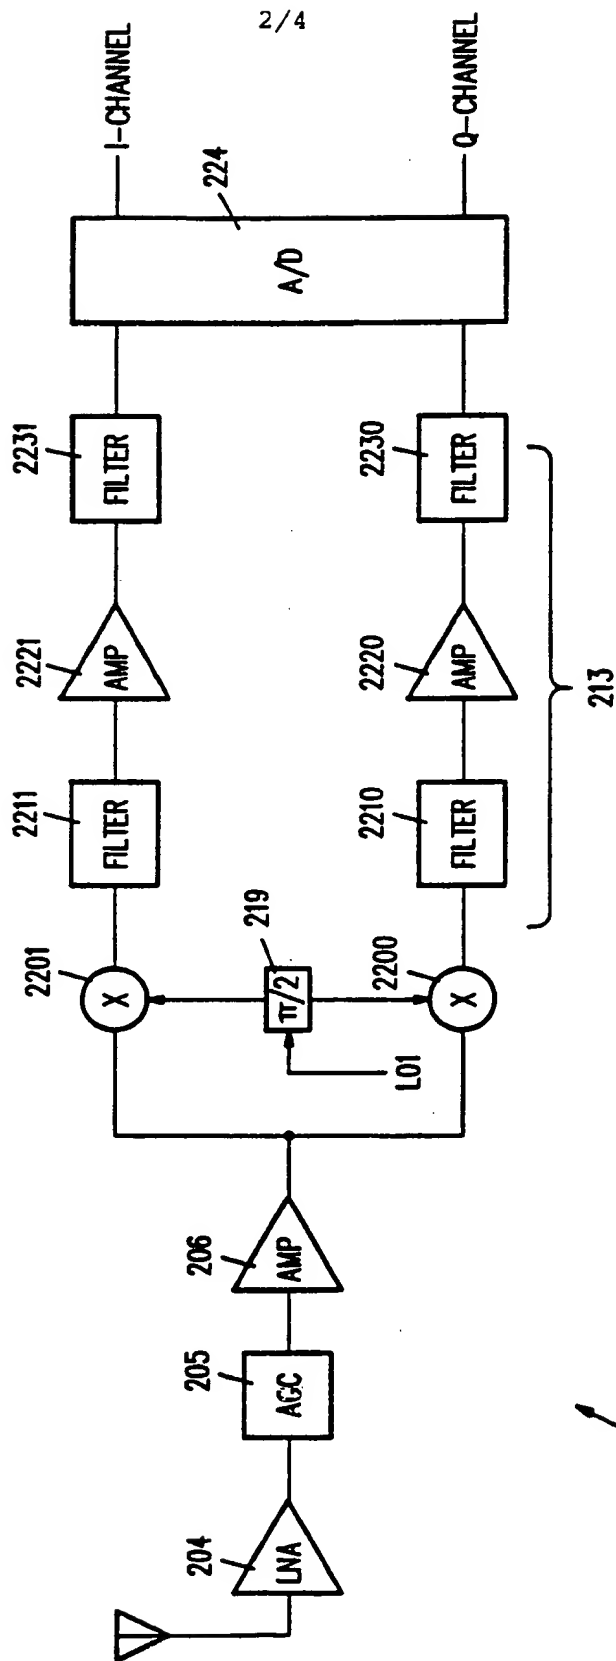 2/4
204
LNA
205
AGC
206
AMP
2201
X
219
π/2
LO1
2200
X
2211
FILTER
2221
AMP
2231
FILTER
2210
FILTER
2220
AMP
2230
FILTER
213
224
A/D
I-CHANNEL
Q-CHANNEL